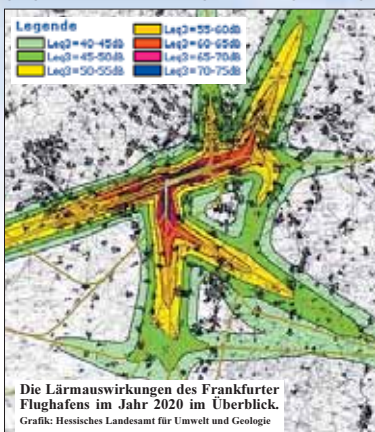 Legende
Leq3=40-45dB
Leq3=45-50dB
Leq3=50-55dB
Leq3=55-60dB
Leq3=60-65dB
Leq3=65-70dB
Leq3=70-75dB
Die Lärmauswirkungen des Frankfurter
Flughafens im Jahr 2020 im Überblick.
Grafik: Hessisches Landesamt für Umwelt und Geologie